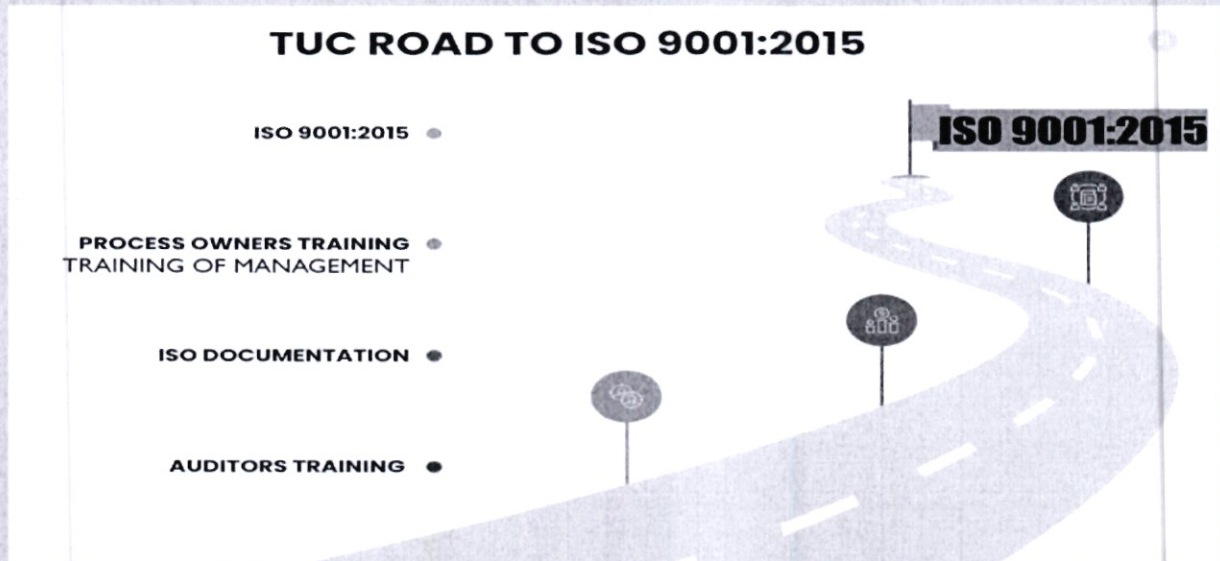 TUC ROAD TO ISO 9001:2015
ISO 9001:2015
ISO 9001:2015
PROCESS OWNERS TRAINING
TRAINING OF MANAGEMENT
ISO DOCUMENTATION
AUDITORS TRAINING